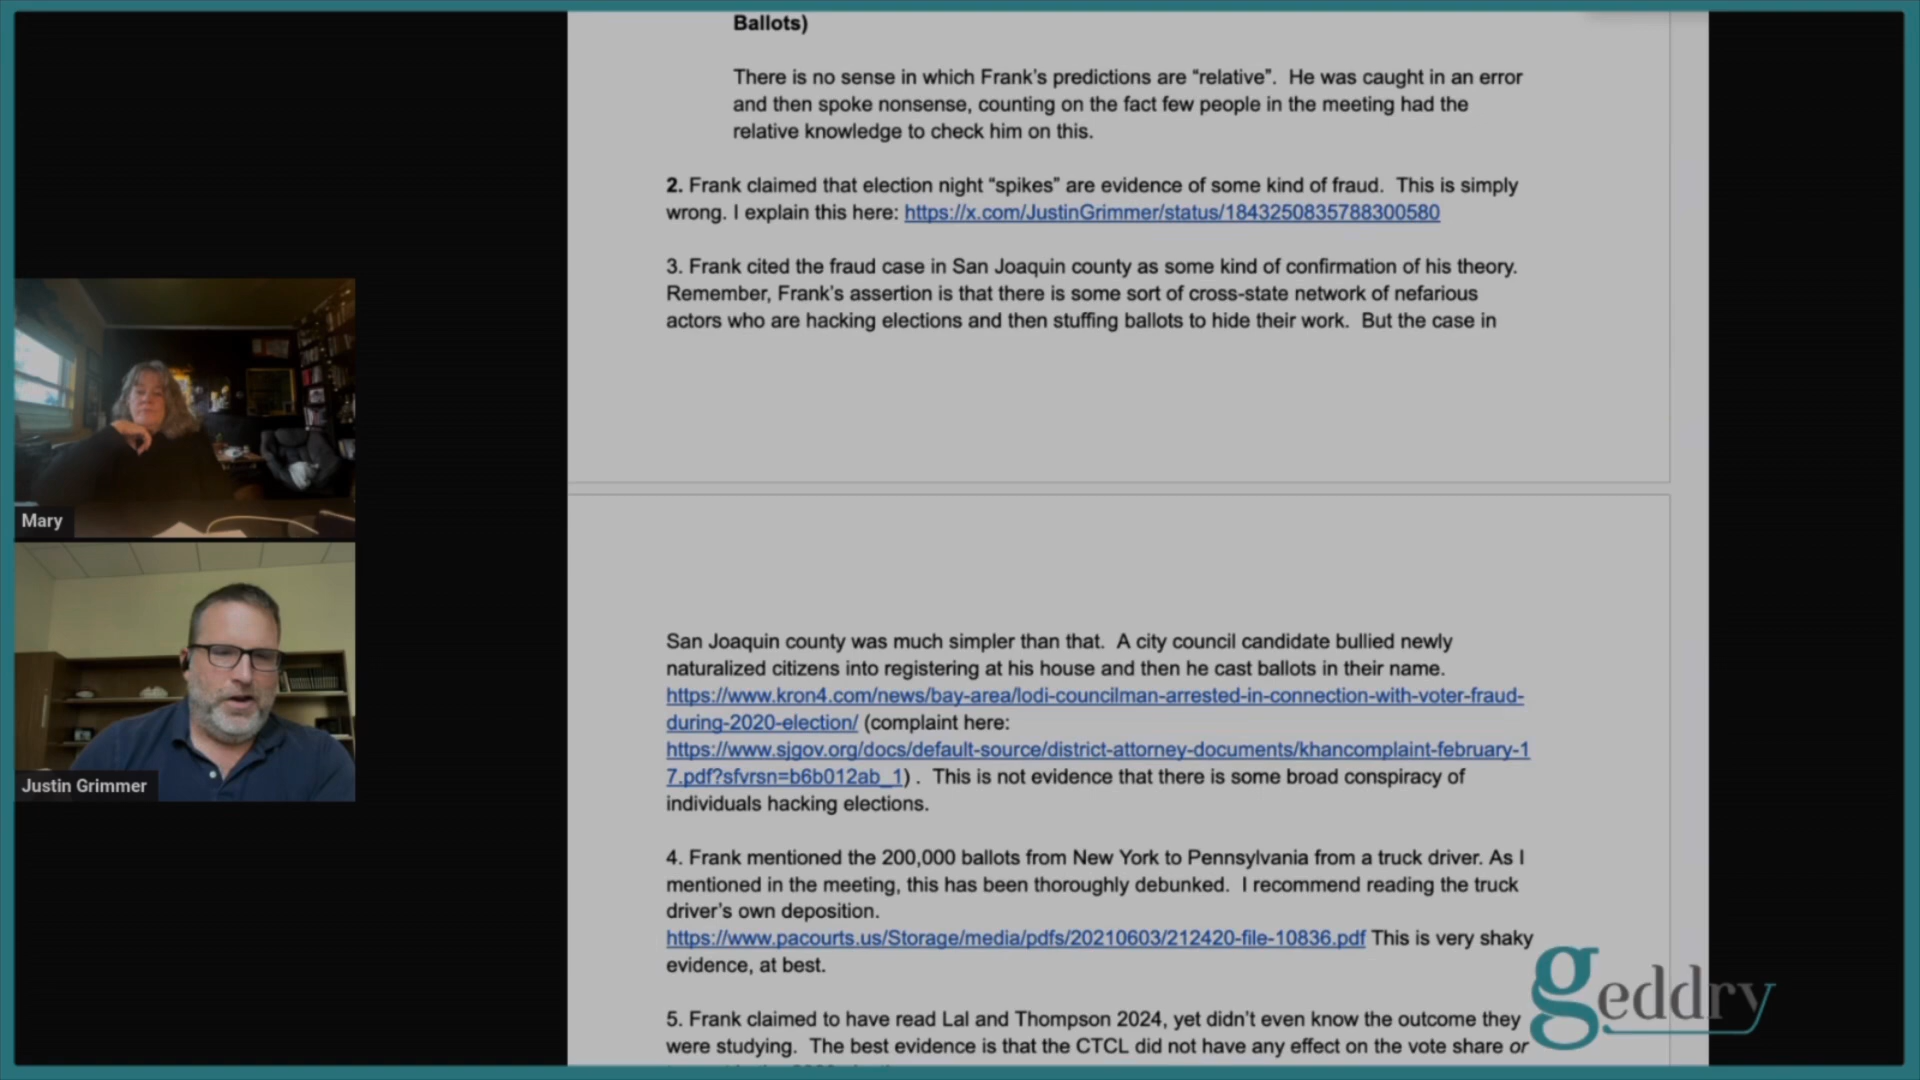 Ballots)
There is no sense in which Frank's predictions are “relative”. He was caught in an error
and then spoke nonsense, counting on the fact few people in the meeting had the
relative knowledge to check him on this.
2. Frank claimed that election night “spikes” are evidence of some kind of fraud. This is simply
wrong. I explain this here: https://x.com/JustinGrimmer/status/1843250835788300580
3. Frank cited the fraud case in San Joaquin county as some kind of confirmation of his theory.
Remember, Frank's assertion is that there is some sort of cross-state network of nefarious
actors who are hacking elections and then stuffing ballots to hide their work. But the case in
San Joaquin county was much simpler than that. A city council candidate bullied newly
naturalized citizens into registering at his house and then he cast ballots in their name.
https://www.kron4.com/news/bay-area/lodi-councilman-arrested-in-connection-with-voter-fraud-
during-2020-election/ (complaint here:
https://www.sjgov.org/docs/default-source/district-attorney-documents/khancomplaint-february-1
7.pdf?sfvrsn=b6b012ab_1) . This is not evidence that there is some broad conspiracy of
individuals hacking elections.
4. Frank mentioned the 200,000 ballots from New York to Pennsylvania from a truck driver. As I
mentioned in the meeting, this has been thoroughly debunked. I recommend reading the truck
driver's own deposition.
https://www.pacourts.us/Storage/media/pdfs/20210603/212420-file-10836.pdf This is very shaky
evidence, at best.
5. Frank claimed to have read Lal and Thompson 2024, yet didn't even know the outcome they
were studying. The best evidence is that the CTCL did not have any effect on the vote share or
Mary
Justin Grimmer
geddry